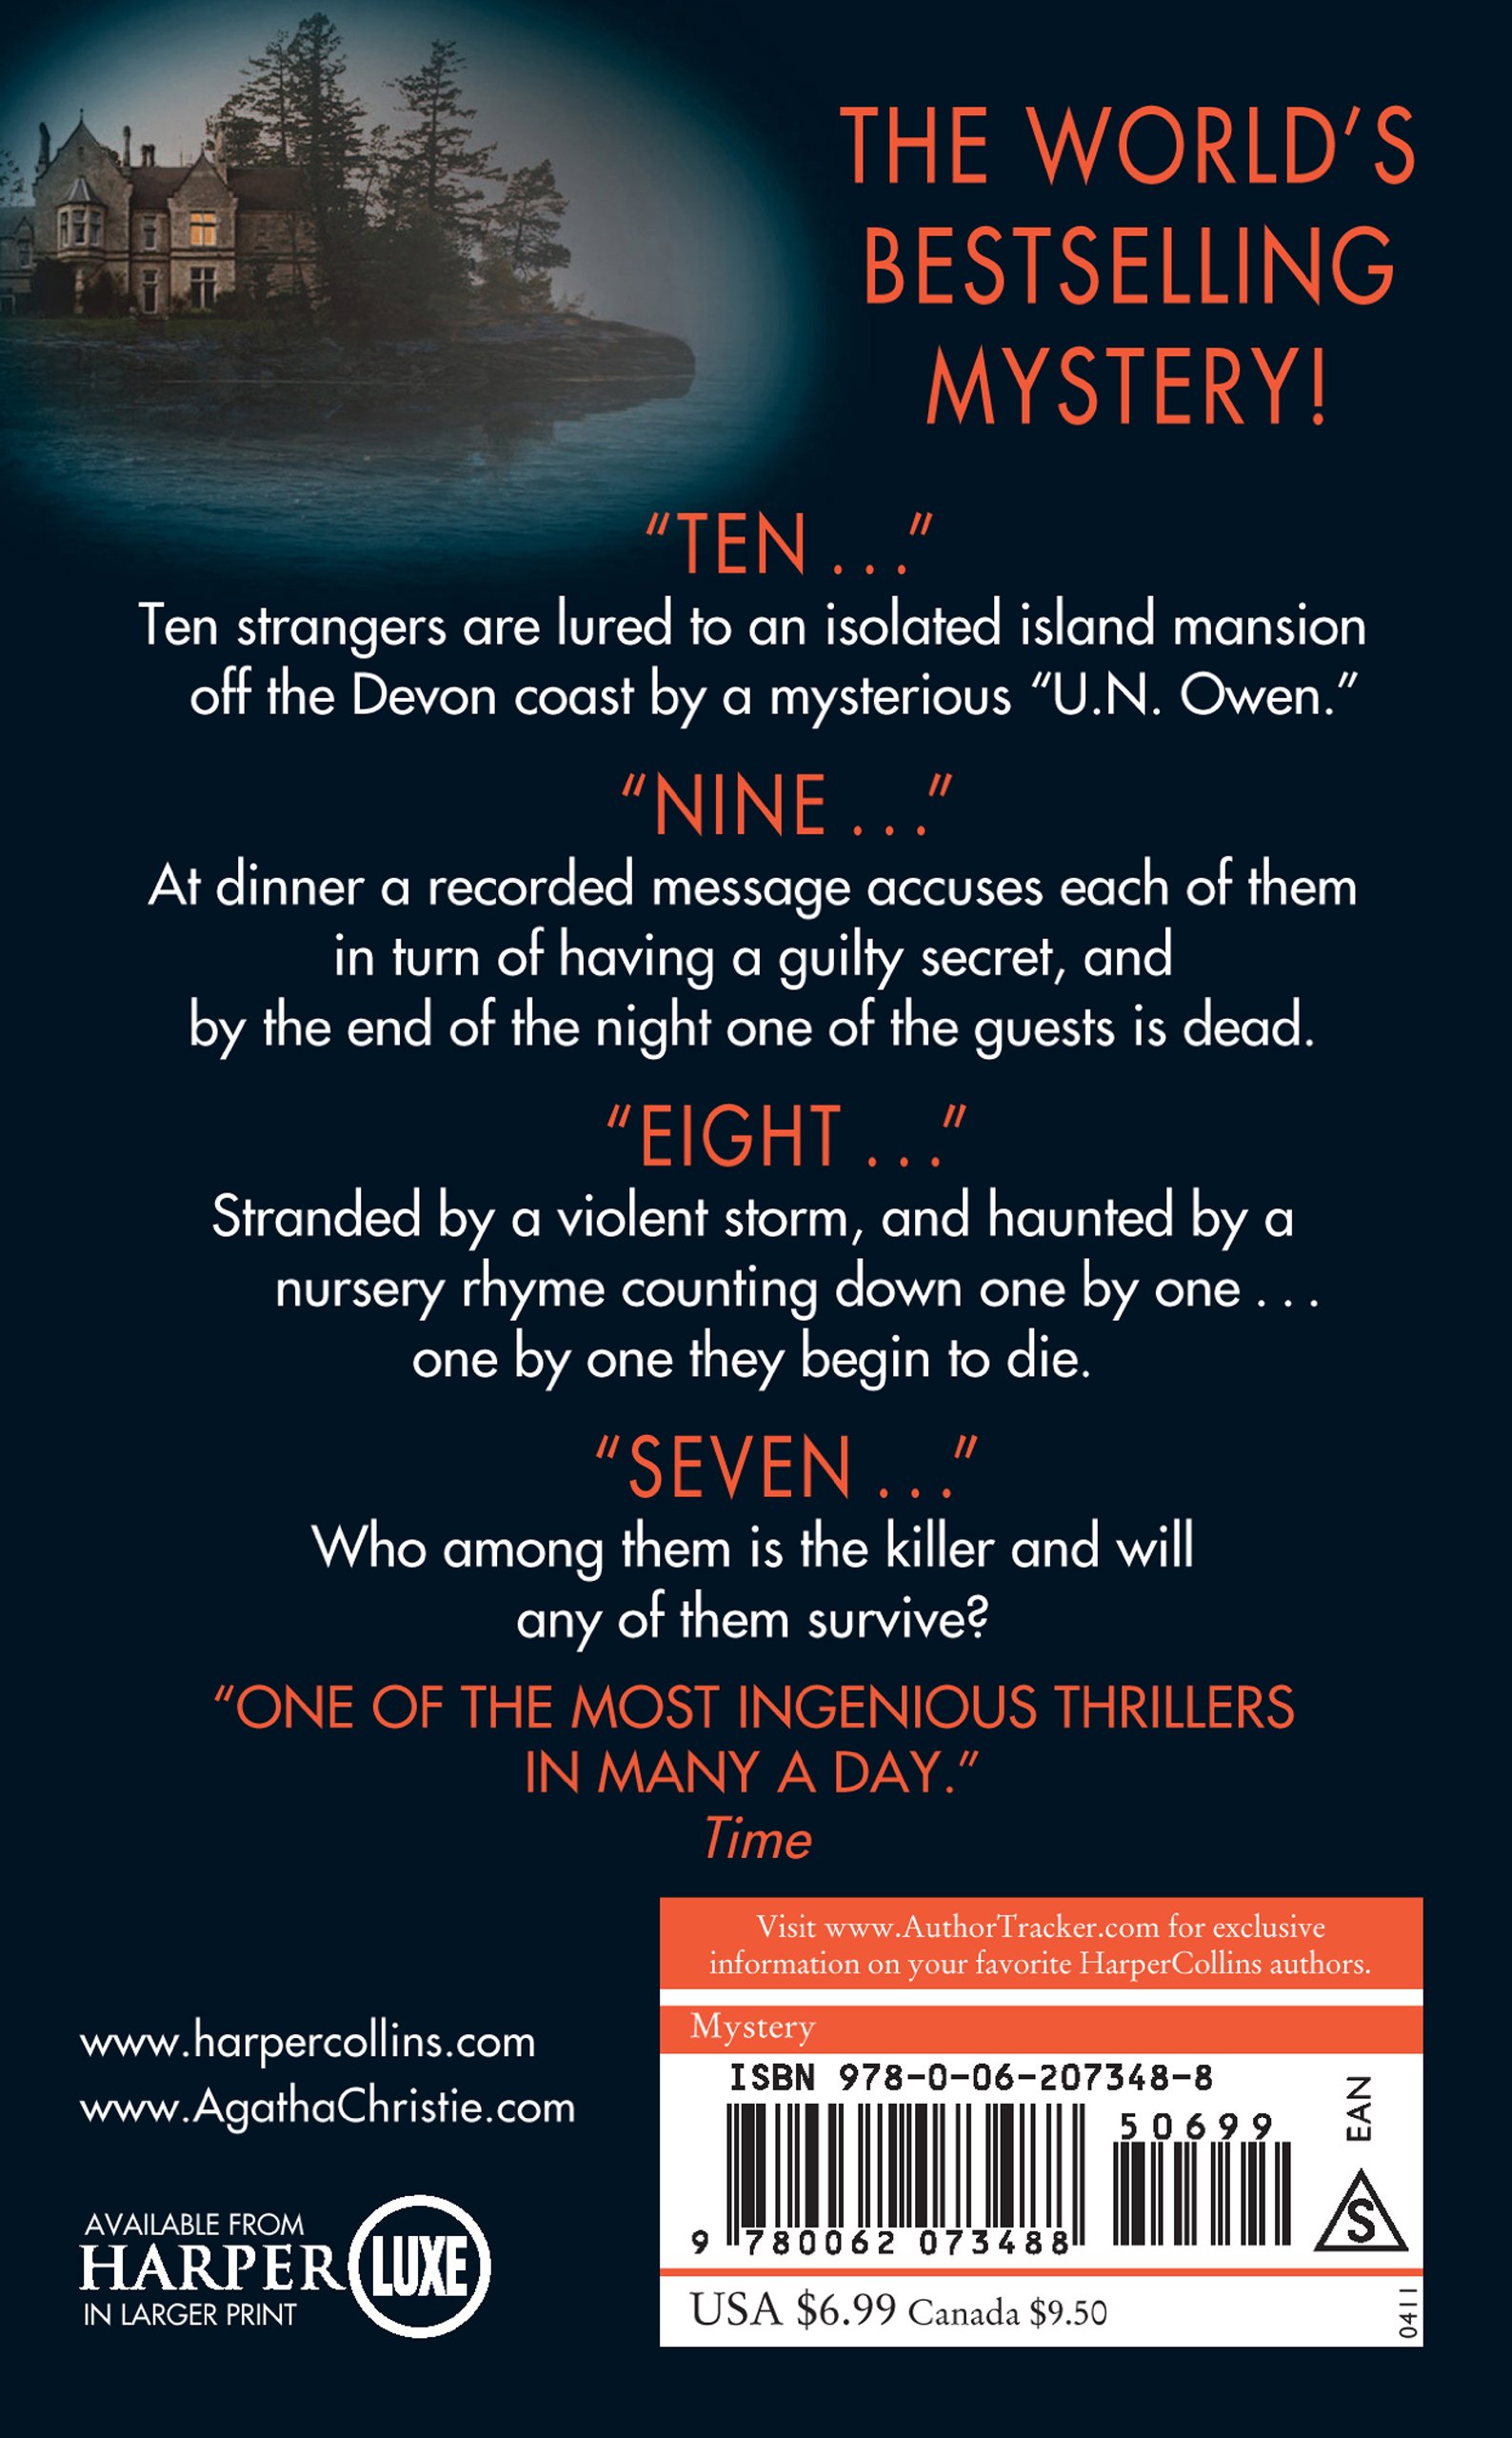 THE WORLD'S
BESTSELLING
MYSTERY!
“TEN . . .”
Ten strangers are lured to an isolated island mansion
off the Devon coast by a mysterious “U.N. Owen.”
“NINE . . .”
At dinner a recorded message accuses each of them
in turn of having a guilty secret, and
by the end of the night one of the guests is dead.
“EIGHT . . .”
Stranded by a violent storm, and haunted by a
nursery rhyme counting down one by one . . .
one by one they begin to die.
“SEVEN . . .”
Who among them is the killer and will
any of them survive?
“ONE OF THE MOST INGENIOUS THRILLERS
IN MANY A DAY.”
Time
www.harpercollins.com
www.AgathaChristie.com
AVAILABLE FROM
HARPER LUXE
IN LARGER PRINT
Visit www.AuthorTracker.com for exclusive
information on your favorite HarperCollins authors.
Mystery
ISBN 978-0-06-207348-8
50699
EAN
9 780062 073488
S
USA $6.99 Canada $9.50
0411